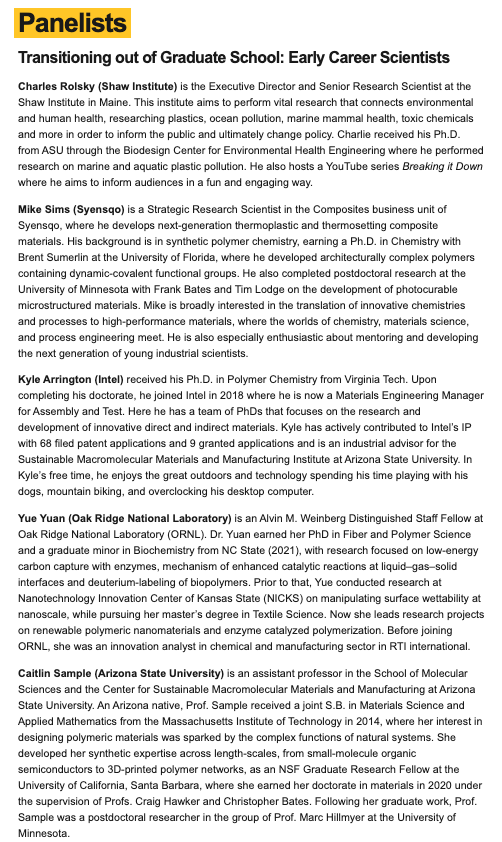 Panelists
Transitioning out of Graduate School: Early Career Scientists
Charles Rolsky (Shaw Institute) is the Executive Director and Senior Research Scientist at the
Shaw Institute in Maine. This institute aims to perform vital research that connects environmental
and human health, researching plastics, ocean pollution, marine mammal health, toxic chemicals
and more in order to inform the public and ultimately change policy. Charlie received his Ph.D.
from ASU through the Biodesign Center for Environmental Health Engineering where he performed
research on marine and aquatic plastic pollution. He also hosts a YouTube series Breaking it Down
where he aims to inform audiences in a fun and engaging way.
Mike Sims (Syensqo) is a Strategic Research Scientist in the Composites business unit of
Syensqo, where he develops next-generation thermoplastic and thermosetting composite
materials. His background is in synthetic polymer chemistry, earning a Ph.D. in Chemistry with
Brent Sumerlin at the University of Florida, where he developed architecturally complex polymers
containing dynamic-covalent functional groups. He also completed postdoctoral research at the
University of Minnesota with Frank Bates and Tim Lodge on the development of photocurable
microstructured materials. Mike is broadly interested in the translation of innovative chemistries
and processes to high-performance materials, where the worlds of chemistry, materials science,
and process engineering meet. He is also especially enthusiastic about mentoring and developing
the next generation of young industrial scientists.
Kyle Arrington (Intel) received his Ph.D. in Polymer Chemistry from Virginia Tech. Upon
completing his doctorate, he joined Intel in 2018 where he is now a Materials Engineering Manager
for Assembly and Test. Here he has a team of PhDs that focuses on the research and
development of innovative direct and indirect materials. Kyle has actively contributed to Intel's IP
with 68 filed patent applications and 9 granted applications and is an industrial advisor for the
Sustainable Macromolecular Materials and Manufacturing Institute at Arizona State University. In
Kyle's free time, he enjoys the great outdoors and technology spending his time playing with his
dogs, mountain biking, and overclocking his desktop computer.
Yue Yuan (Oak Ridge National Laboratory) is an Alvin M. Weinberg Distinguished Staff Fellow at
Oak Ridge National Laboratory (ORNL). Dr. Yuan earned her PhD in Fiber and Polymer Science
and a graduate minor in Biochemistry from NC State (2021), with research focused on low-energy
carbon capture with enzymes, mechanism of enhanced catalytic reactions at liquid–gas–solid
interfaces and deuterium-labeling of biopolymers. Prior to that, Yue conducted research at
Nanotechnology Innovation Center of Kansas State (NICKS) on manipulating surface wettability at
nanoscale, while pursuing her master's degree in Textile Science. Now she leads research projects
on renewable polymeric nanomaterials and enzyme catalyzed polymerization. Before joining
ORNL, she was an innovation analyst in chemical and manufacturing sector in RTI international.
Caitlin Sample (Arizona State University) is an assistant professor in the School of Molecular
Sciences and the Center for Sustainable Macromolecular Materials and Manufacturing at Arizona
State University. An Arizona native, Prof. Sample received a joint S.B. in Materials Science and
Applied Mathematics from the Massachusetts Institute of Technology in 2014, where her interest in
designing polymeric materials was sparked by the complex functions of natural systems. She
developed her synthetic expertise across length-scales, from small-molecule organic
semiconductors to 3D-printed polymer networks, as an NSF Graduate Research Fellow at the
University of California, Santa Barbara, where she earned her doctorate in materials in 2020 under
the supervision of Profs. Craig Hawker and Christopher Bates. Following her graduate work, Prof.
Sample was a postdoctoral researcher in the group of Prof. Marc Hillmyer at the University of
Minnesota.